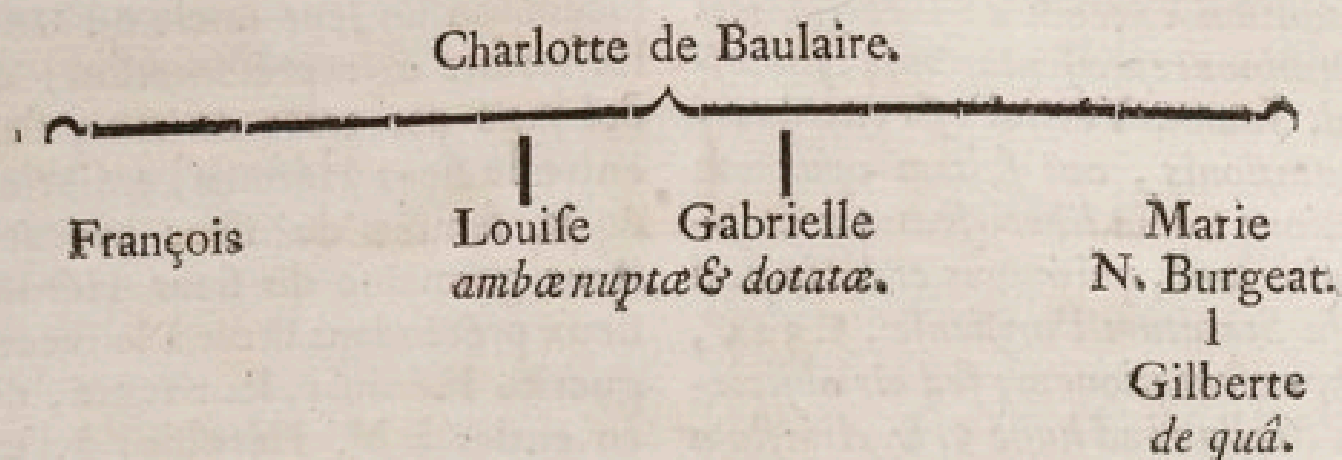 Charlotte de Baulaire.
François Louiſe Gabrielle Marie
ambæ nuptæ & dotatæ. N. Burgeat.
l
Gilberte
de quâ.